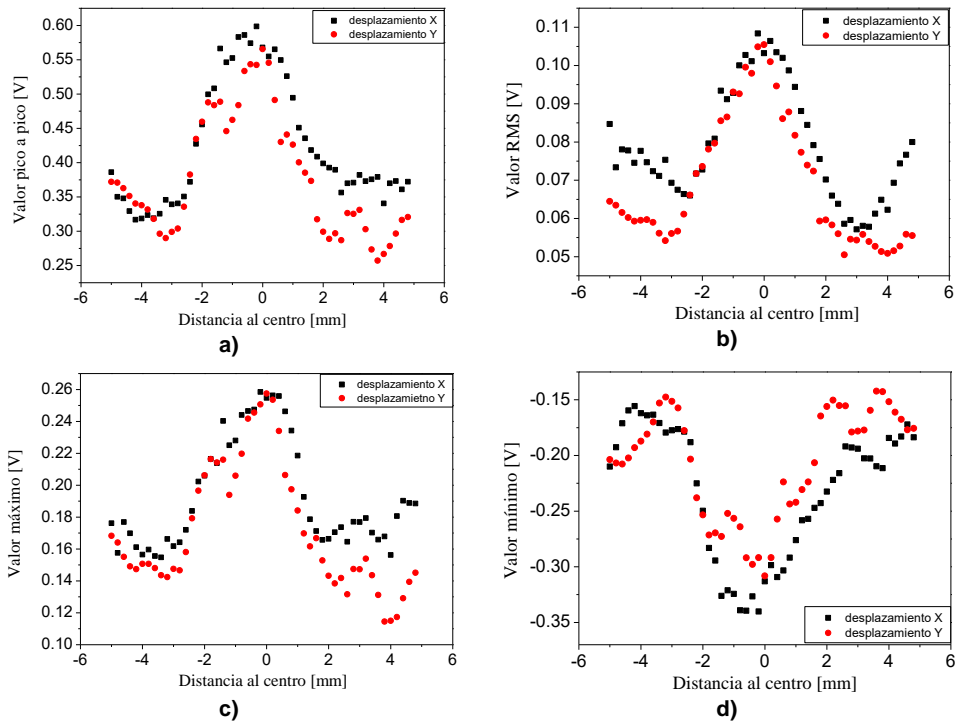 desplazamiento X
desplazamiento Y
0.60
0.55
0.50
0.45
0.40
0.35
0.30
0.25
Valor pico a pico [V]
-6 -4 -2 0 2 4 6
Distancia al centro [mm]
a)
desplazamiento X
desplazamiento Y
0.11
0.10
0.09
0.08
0.07
0.06
0.05
Valor RMS [V]
-6 -4 -2 0 2 4 6
Distancia al centro [mm]
b)
desplazamiento X
desplazamietno Y
0.26
0.24
0.22
0.20
0.18
0.16
0.14
0.12
0.10
Valor máximo [V]
-6 -4 -2 0 2 4 6
Distancia al centro [mm]
c)
-0.15
-0.20
-0.25
-0.30
-0.35
Valor mínimo [V]
desplazamiento X
desplazamiento Y
-6 -4 -2 0 2 4 6
Distancia al centro [mm]
d)